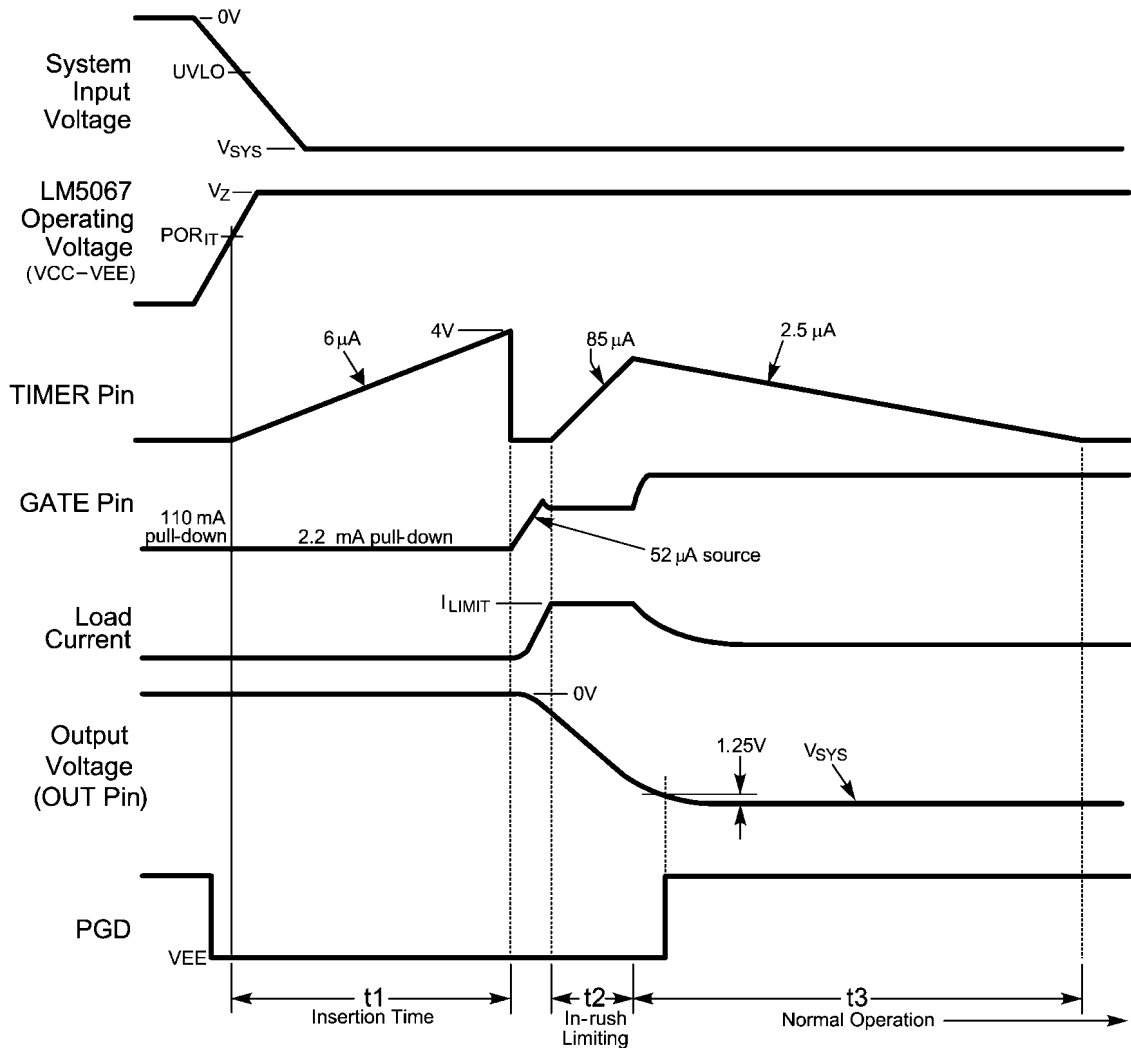 0V
System
Input
Voltage
UVLO
VSYS
LM5067
Operating
Voltage
(VCC-VEE)
VZ
PORIT
TIMER Pin
6 µA
4V
85 µA
2.5 µA
GATE Pin
110 mA
pull-down
2.2 mA pull-down
52 µA source
Load
Current
I LIMIT
Output
Voltage
(OUT Pin)
0V
1.25V
VSYS
PGD
VEE
t1
Insertion Time
t2
In-rush
Limiting
t3
Normal Operation